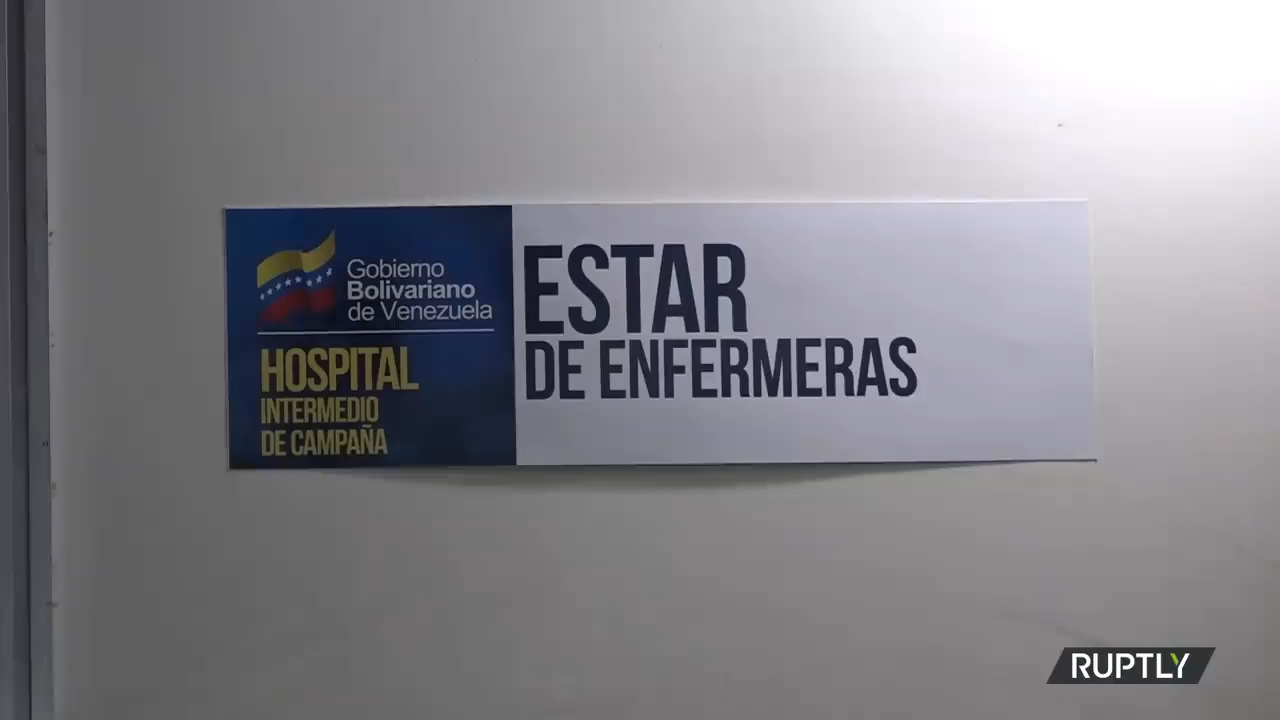 Gobierno
Bolivariano
de Venezuela
HOSPITAL
INTERMEDIO
DE CAMPAÑA
ESTAR
DE ENFERMERAS
RUPTLY